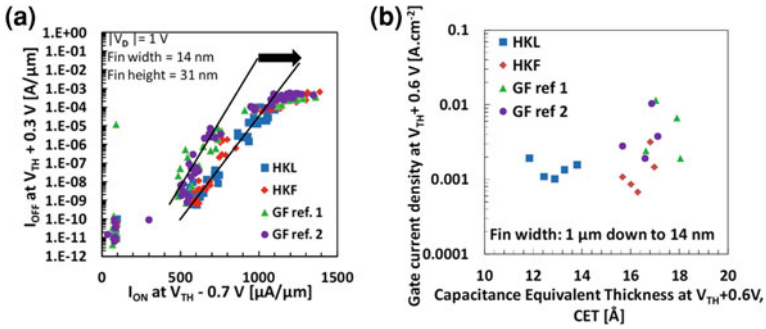 (a)
I_OFF at V_TH + 0.3 V [A/µm]
1.E+00
1.E-01
1.E-02
1.E-03
1.E-04
1.E-05
1.E-06
1.E-07
1.E-08
1.E-09
1.E-10
1.E-11
1.E-12
|V_D| = 1 V
Fin width = 14 nm
Fin height = 31 nm
HKL
HKF
GF ref. 1
GF ref. 2
0 500 1000 1500
I_ON at V_TH - 0.7 V [µA/µm]
(b)
Gate current density at V_TH+ 0.6 V [A.cm⁻²]
0.1
0.01
0.001
0.0001
HKL
HKF
GF ref 1
GF ref 2
Fin width: 1 µm down to 14 nm
10 12 14 16 18 20
Capacitance Equivalent Thickness at V_TH+0.6V,
CET [Å]